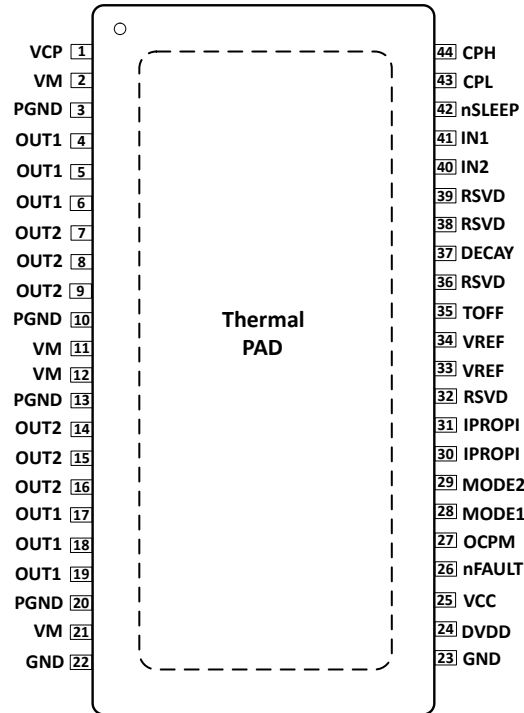 VCP 1
VM 2
PGND 3
OUT1 4
OUT1 5
OUT1 6
OUT2 7
OUT2 8
OUT2 9
PGND 10
VM 11
VM 12
PGND 13
OUT2 14
OUT2 15
OUT2 16
OUT1 17
OUT1 18
OUT1 19
PGND 20
VM 21
GND 22
Thermal
PAD
44 CPH
43 CPL
42 nSLEEP
41 IN1
40 IN2
39 RSVD
38 RSVD
37 DECAY
36 RSVD
35 TOFF
34 VREF
33 VREF
32 RSVD
31 IPROPI
30 IPROPI
29 MODE2
28 MODE1
27 OCPM
26 nFAULT
25 VCC
24 DVDD
23 GND